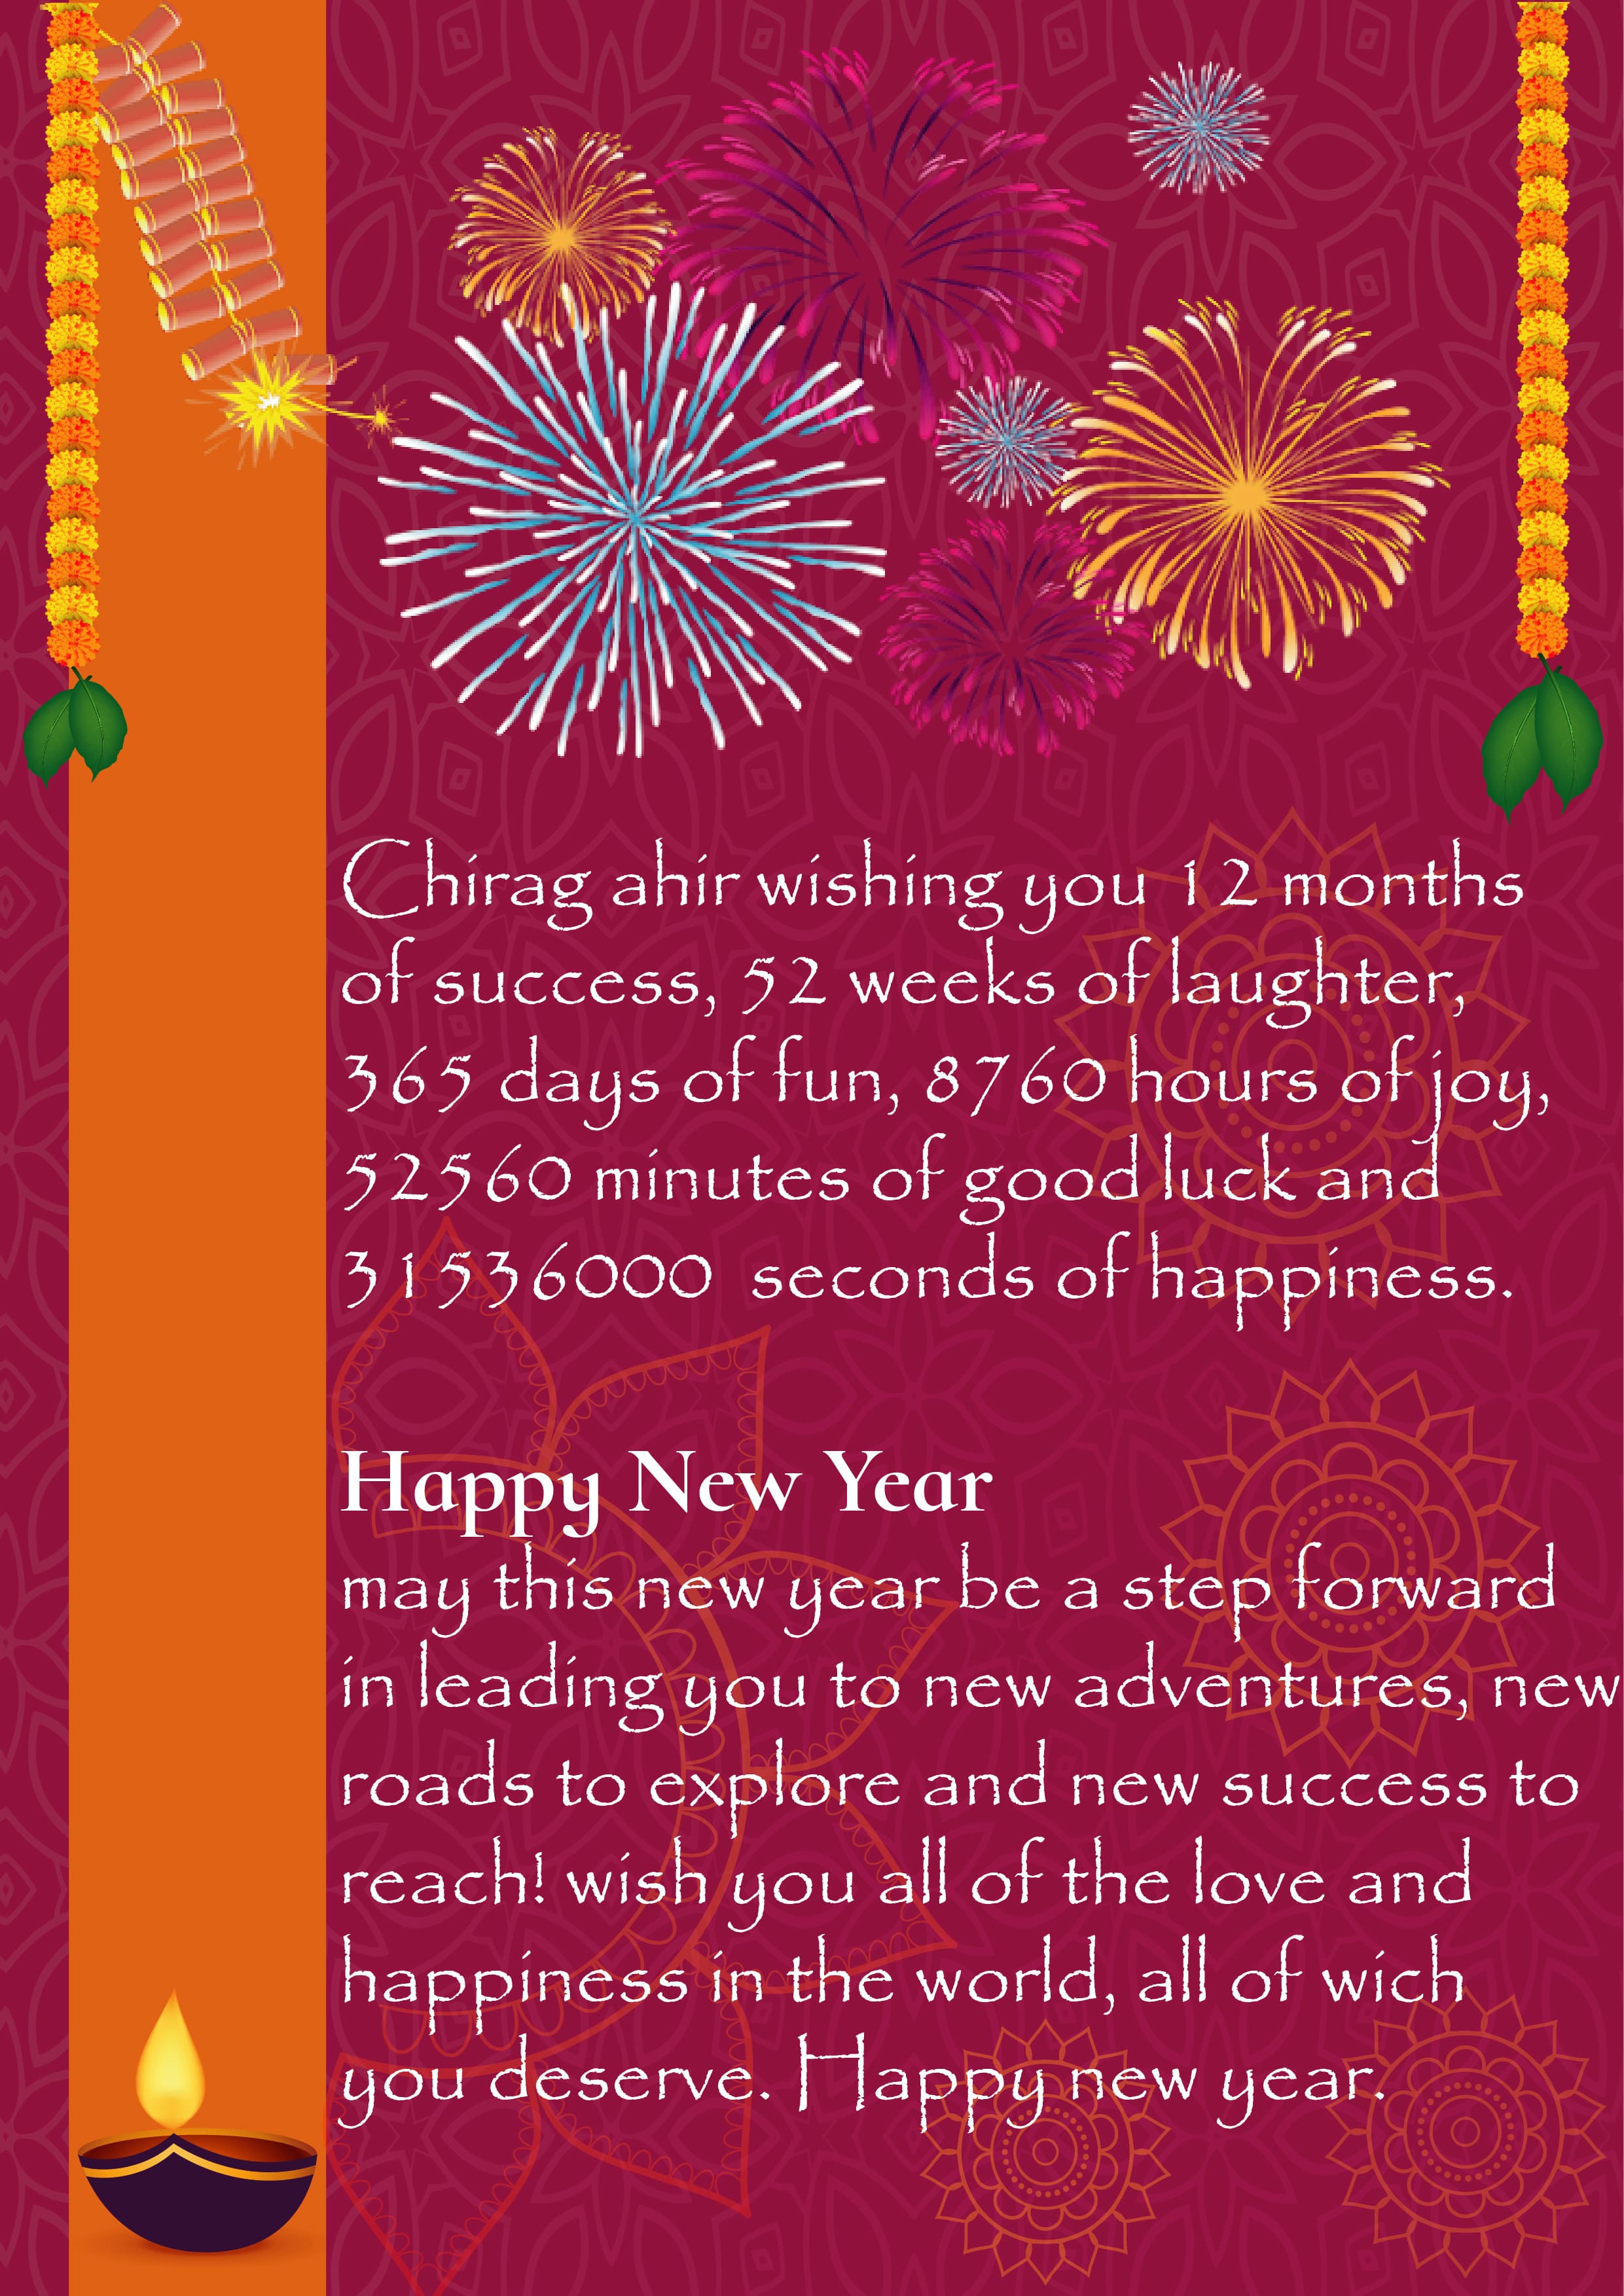 Chirag ahir wishing you 12 months
of success, 52 weeks of laughter,
365 days of fun, 8760 hours of joy,
52560 minutes of good luck and
31536000 seconds of happiness.
Happy New Year
may this new year be a step forward
in leading you to new adventures, new
roads to explore and new success to
reach! wish you all of the love and
happiness in the world, all of wich
you deserve. Happy new year.